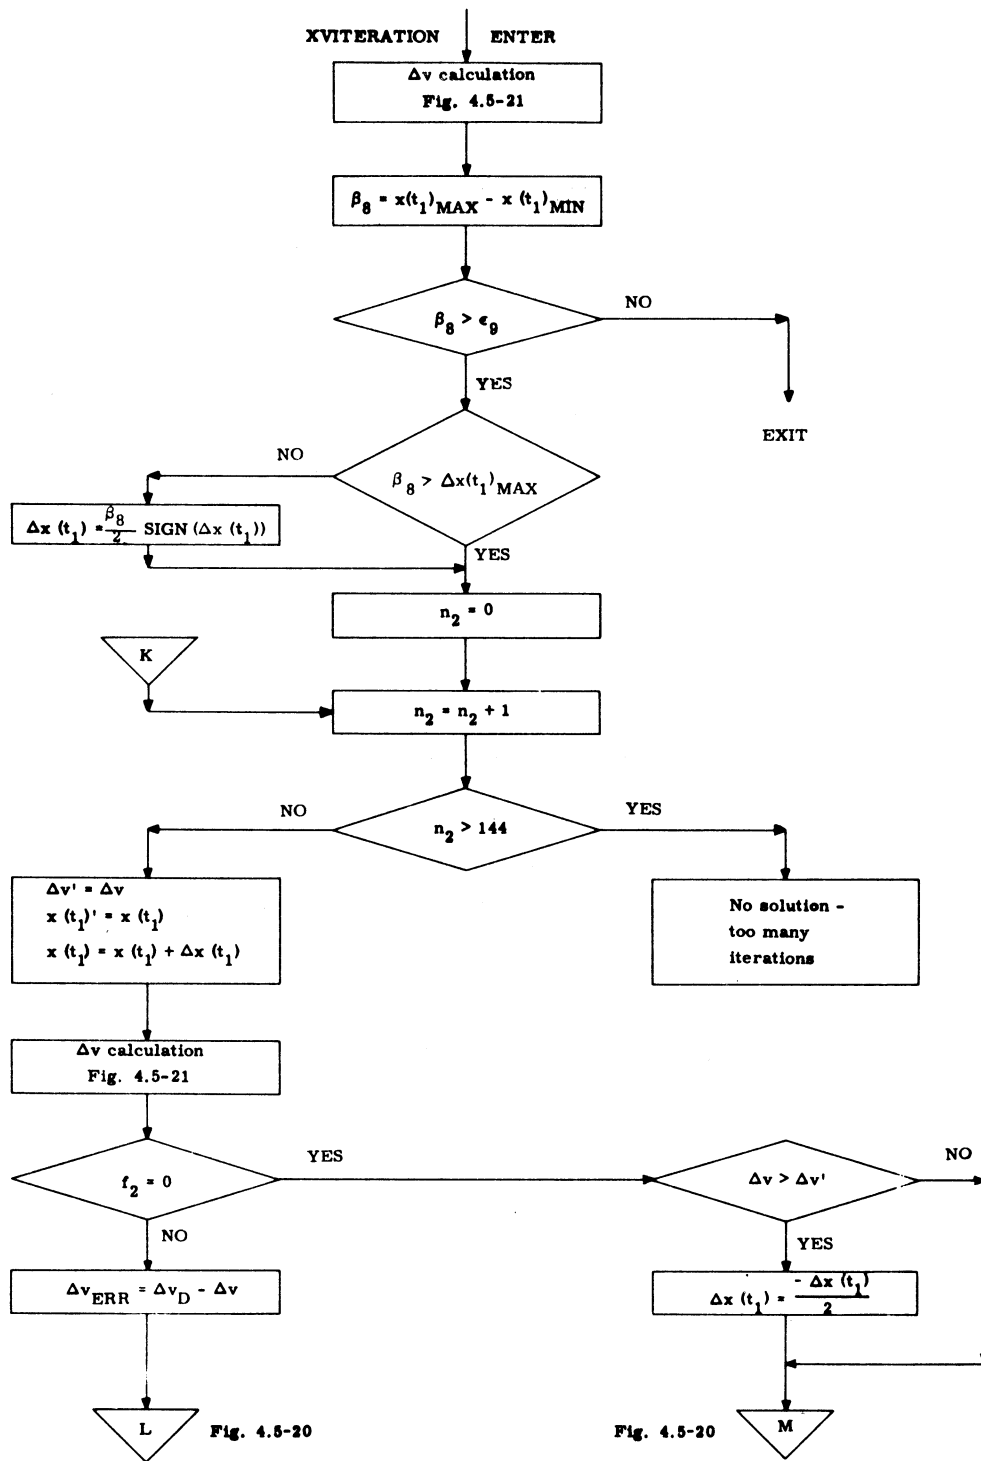 XVITERATION ENTER
Δv calculation
Fig. 4.5-21
β₈ = x(t₁)MAX - x (t₁)MIN
β₈ > ϵ₉
NO
YES
EXIT
NO
β₈ > Δx(t₁)MAX
Δx (t₁) = β₈/2 SIGN (Δx (t₁))
YES
n₂ = 0
K
n₂ = n₂ + 1
NO
n₂ > 144
YES
Δv' = Δv
x (t₁)' = x (t₁)
x (t₁) = x (t₁) + Δx (t₁)
No solution -
too many
iterations
Δv calculation
Fig. 4.5-21
f₂ = 0
YES
Δv > Δv'
NO
NO
YES
ΔvERR = ΔvD - Δv
Δx (t₁) = - Δx (t₁)/2
L Fig. 4.5-20
Fig. 4.5-20 M